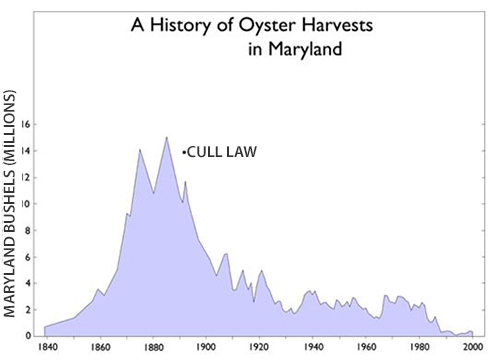 A History of Oyster Harvests
in Maryland
MARYLAND BUSHELS (MILLIONS)
16
14
12
10
8
6
4
2
0
CULL LAW
1840 1860 1880 1900 1920 1940 1960 1980 2000